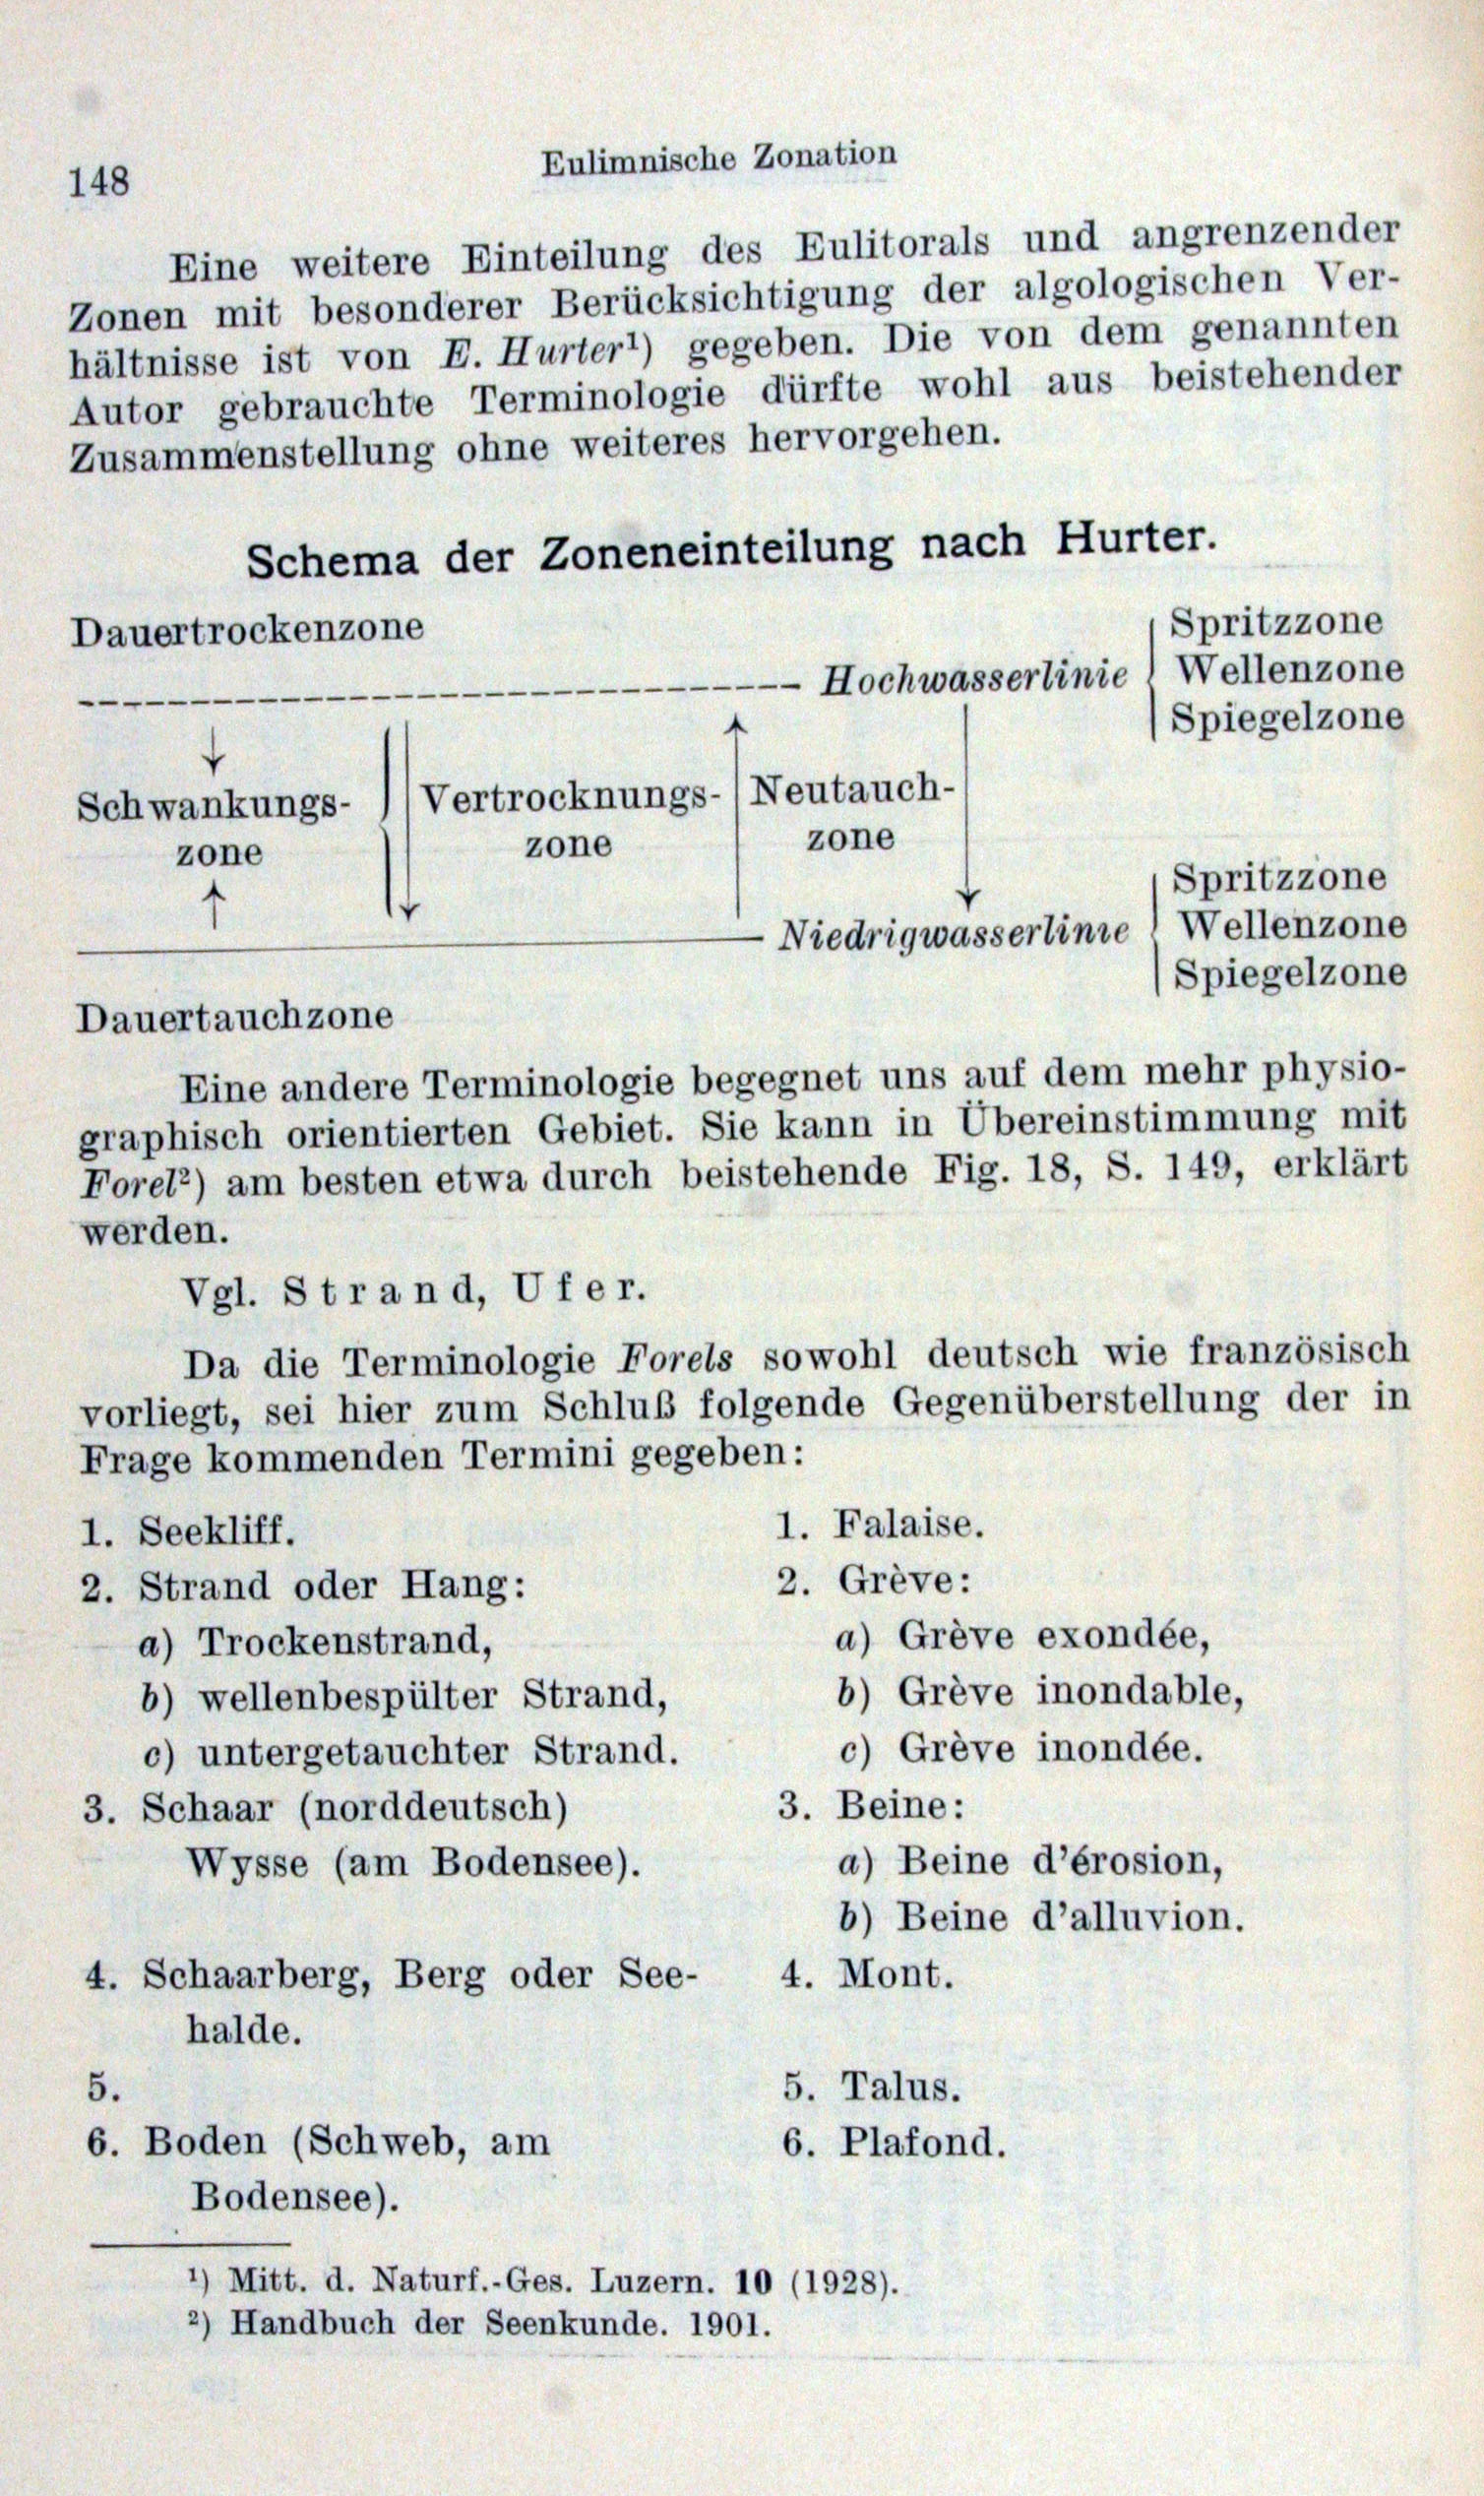 148
Eulimnische Zonation
Eine weitere Einteilung des Eulitorals und angrenzender
Zonen mit besonderer Berücksichtigung der algologischen Ver-
hältnisse ist von E. Hurter¹) gegeben. Die von dem genannten
Autor gebrauchte Terminologie dürfte wohl aus beistehender
Zusammenstellung ohne weiteres hervorgehen.
Schema der Zoneneinteilung nach Hurter.
Dauertrockenzone
Spritzzone
Hochwasserlinie
Wellenzone
Spiegelzone
Schwankungs-
zone
Vertrocknungs-
zone
Neutauch-
zone
Spritzzone
Niedrigwasserlinie
Wellenzone
Spiegelzone
Dauertauchzone
Eine andere Terminologie begegnet uns auf dem mehr physio-
graphisch orientierten Gebiet. Sie kann in Übereinstimmung mit
Forel²) am besten etwa durch beistehende Fig. 18, S. 149, erklärt
werden.
Vgl. Strand, Ufer.
Da die Terminologie Forels sowohl deutsch wie französisch
vorliegt, sei hier zum Schluß folgende Gegenüberstellung der in
Frage kommenden Termini gegeben:
1. Seekliff.
2. Strand oder Hang:
a) Trockenstrand,
b) wellenbespülter Strand,
c) untergetauchter Strand.
3. Schaar (norddeutsch)
Wysse (am Bodensee).
4. Schaarberg, Berg oder See-
halde.
5.
6. Boden (Schweb, am
Bodensee).
1. Falaise.
2. Grève:
a) Grève exondée,
b) Grève inondable,
c) Grève inondée.
3. Beine:
a) Beine d'érosion,
b) Beine d'alluvion.
4. Mont.
5. Talus.
6. Plafond.
¹) Mitt. d. Naturf.-Ges. Luzern. 10 (1928).
²) Handbuch der Seenkunde. 1901.